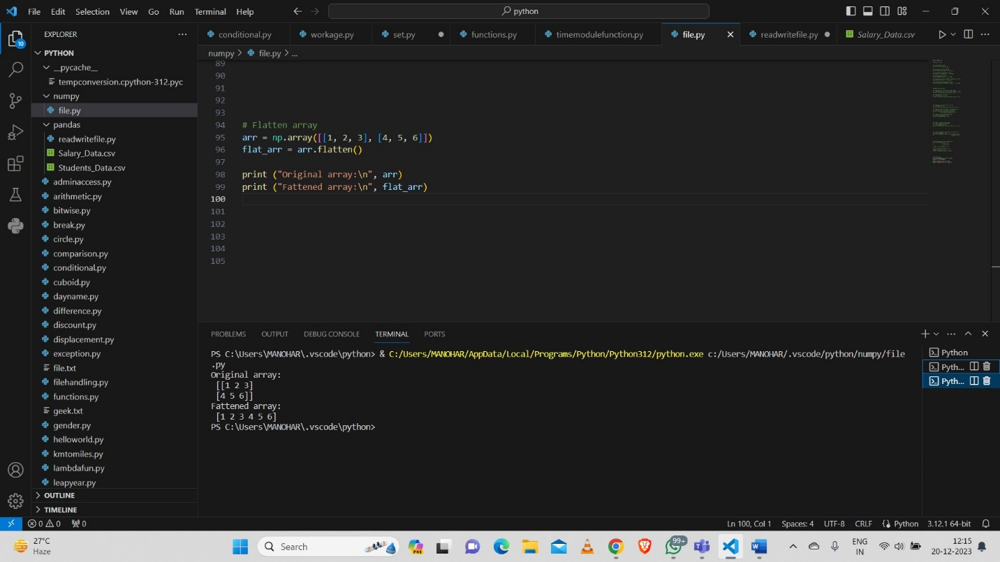 File Edit Selection View Go Run Terminal Help
python
EXPLORER
conditional.py
workage.py
set.py
functions.py
timemodulefunction.py
file.py
readwritefile.py
Salary_Data.csv
10
PYTHON
__pycache__
tempconversion.cpython-312.pyc
numpy
file.py
pandas
readwritefile.py
Salary_Data.csv
Students_Data.csv
adminaccess.py
arithmetic.py
bitwise.py
break.py
circle.py
comparison.py
conditional.py
cuboid.py
dayname.py
difference.py
discount.py
displacement.py
exception.py
file.txt
filehandling.py
functions.py
geek.txt
gender.py
helloworld.py
kmtomiles.py
lambdafun.py
leapyear.py
OUTLINE
TIMELINE
numpy > file.py > ...
89
90
91
92
93
94 # Flatten array
95 arr = np.array([[1, 2, 3], [4, 5, 6]])
96 flat_arr = arr.flatten()
97
98 print ("Original array:\n", arr)
99 print ("Fattened array:\n", flat_arr)
100
101
102
103
104
105
PROBLEMS OUTPUT DEBUG CONSOLE TERMINAL PORTS
PS C:\Users\MANOHAR\.vscode\python> & C:/Users/MANOHAR/AppData/Local/Programs/Python/Python312/python.exe c:/Users/MANOHAR/.vscode/python/numpy/file
.py
Original array:
[[1 2 3]
[4 5 6]]
Fattened array:
[1 2 3 4 5 6]
PS C:\Users\MANOHAR\.vscode\python>
Python
Pyth...
Pyth...
0 0 0
Ln 100, Col 1 Spaces: 4 UTF-8 CRLF Python 3.12.1 64-bit
27°C
Haze
Search
PRE
99+
ENG
IN
12:15
20-12-2023